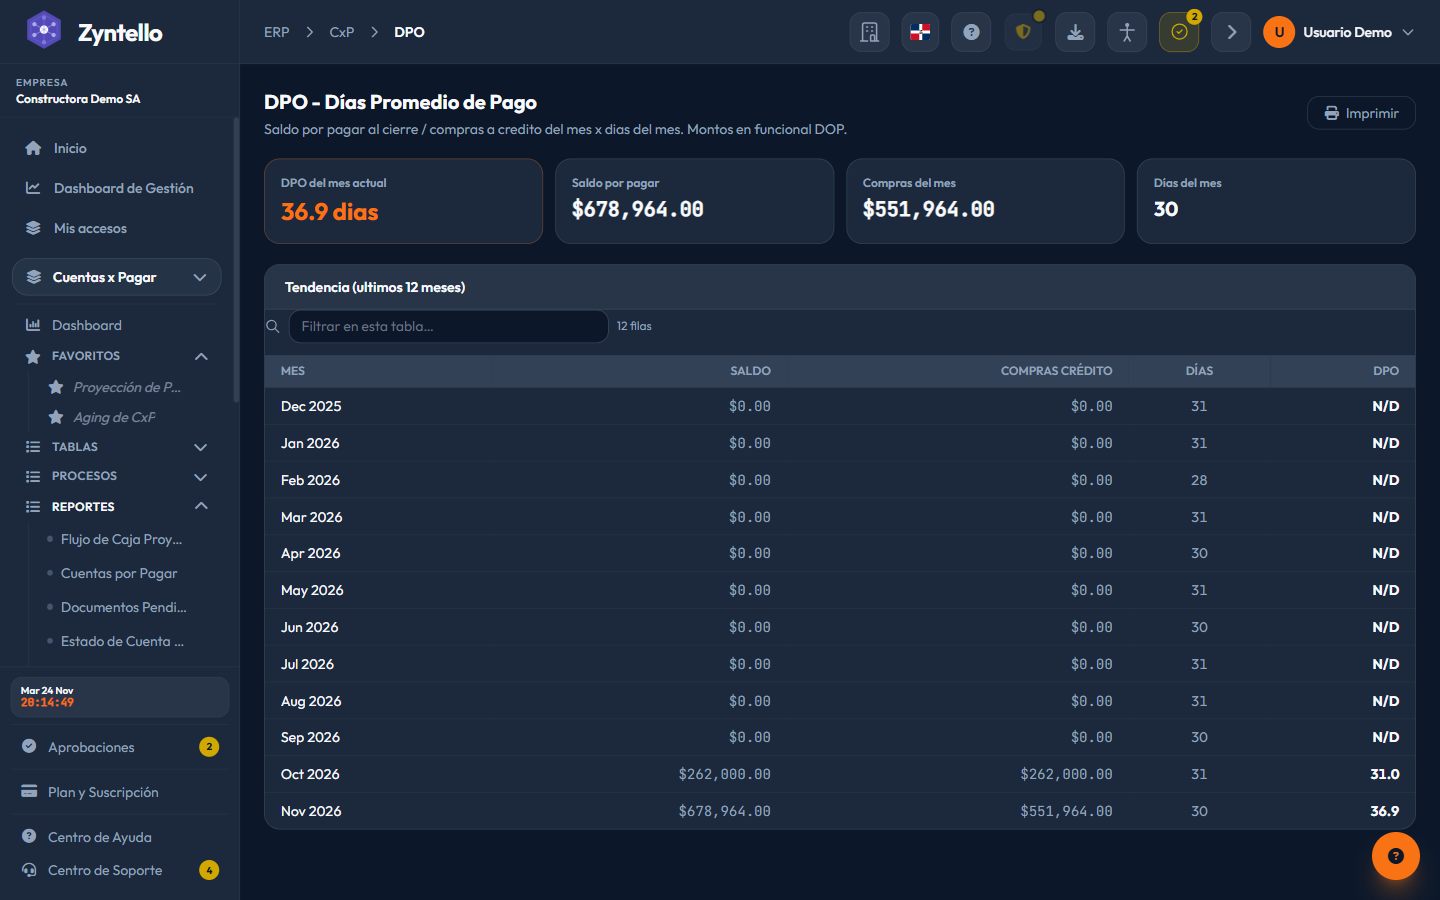 Zyntello
ERP > CxP > DPO
2
U Usuario Demo
EMPRESA
Constructora Demo SA
Inicio
Dashboard de Gestión
Mis accesos
Cuentas x Pagar
Dashboard
FAVORITOS
Proyección de P...
Aging de CxP
TABLAS
PROCESOS
REPORTES
Flujo de Caja Proy...
Cuentas por Pagar
Documentos Pendi...
Estado de Cuenta ...
Mar 24 Nov
20:14:49
Aprobaciones 2
Plan y Suscripción
Centro de Ayuda
Centro de Soporte 4
DPO - Días Promedio de Pago
Saldo por pagar al cierre / compras a credito del mes x dias del mes. Montos en funcional DOP.
Imprimir
DPO del mes actual
36.9 dias
Saldo por pagar
$678,964.00
Compras del mes
$551,964.00
Días del mes
30
Tendencia (ultimos 12 meses)
Filtrar en esta tabla... 12 filas
MES SALDO COMPRAS CRÉDITO DÍAS DPO
Dec 2025 $0.00 $0.00 31 N/D
Jan 2026 $0.00 $0.00 31 N/D
Feb 2026 $0.00 $0.00 28 N/D
Mar 2026 $0.00 $0.00 31 N/D
Apr 2026 $0.00 $0.00 30 N/D
May 2026 $0.00 $0.00 31 N/D
Jun 2026 $0.00 $0.00 30 N/D
Jul 2026 $0.00 $0.00 31 N/D
Aug 2026 $0.00 $0.00 31 N/D
Sep 2026 $0.00 $0.00 30 N/D
Oct 2026 $262,000.00 $262,000.00 31 31.0
Nov 2026 $678,964.00 $551,964.00 30 36.9